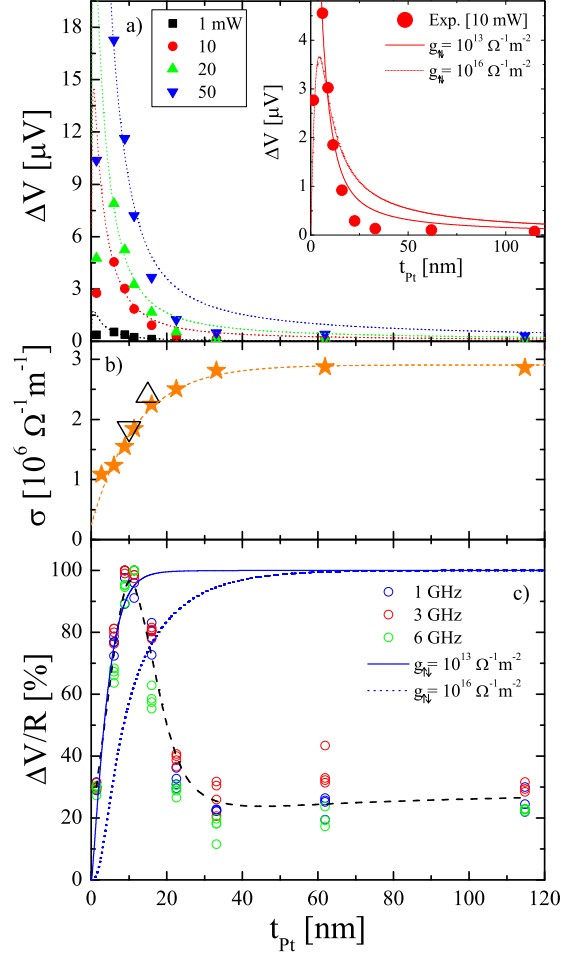 a)
1 mW
10
20
50
ΔV [µV]
18
15
12
9
6
3
0
Exp. [10 mW]
g⇅= 10¹³ Ω⁻¹m⁻²
g⇅= 10¹⁶ Ω⁻¹m⁻²
ΔV [µV]
4
3
2
1
0
0 50 100
t_Pt [nm]
b)
σ [10⁶ Ω⁻¹m⁻¹]
3
2
1
0
c)
1 GHz
3 GHz
6 GHz
g↑↓= 10¹³ Ω⁻¹m⁻²
g↑↓= 10¹⁶ Ω⁻¹m⁻²
ΔV/R [%]
100
80
60
40
20
0
0 20 40 60 80 100 120
t_Pt [nm]